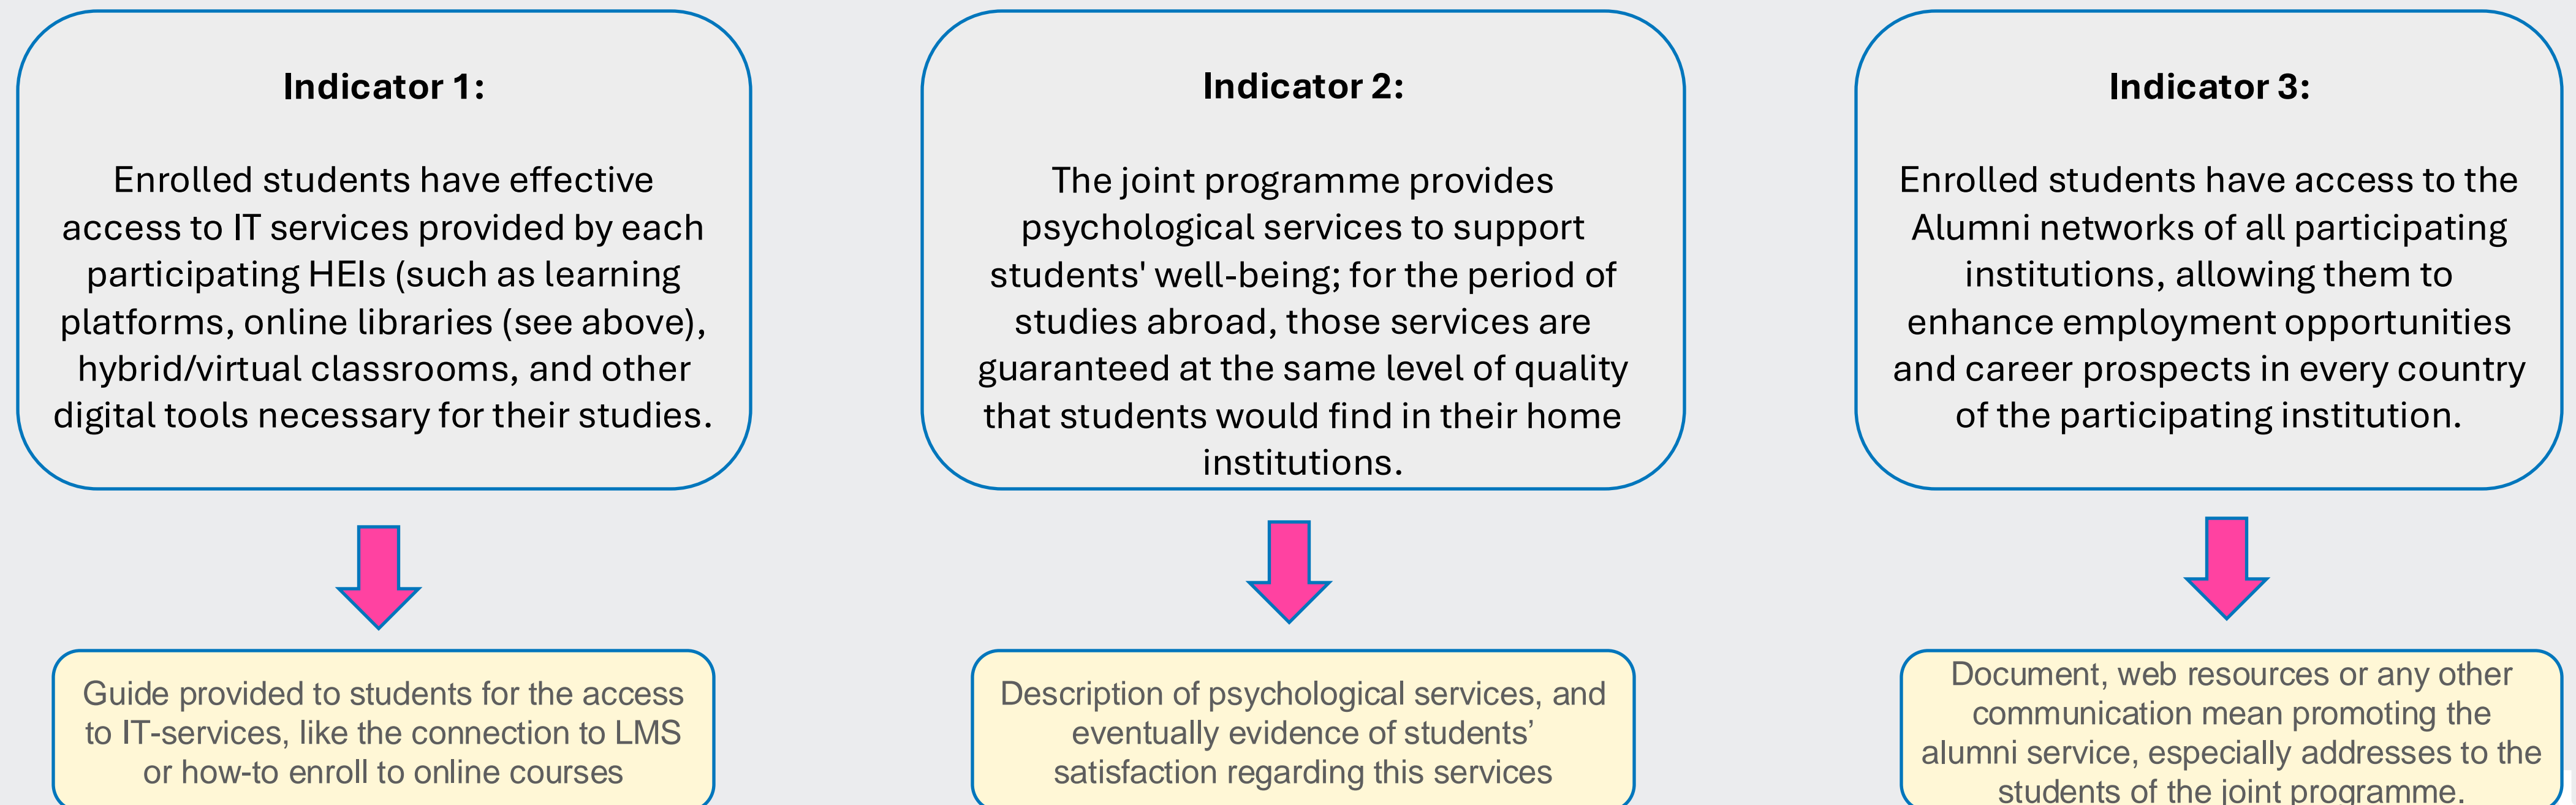 Indicator 1:
Enrolled students have effective
access to IT services provided by each
participating HEIs (such as learning
platforms, online libraries (see above),
hybrid/virtual classrooms, and other
digital tools necessary for their studies.
Guide provided to students for the access
to IT-services, like the connection to LMS
or how-to enroll to online courses
Indicator 2:
The joint programme provides
psychological services to support
students' well-being; for the period of
studies abroad, those services are
guaranteed at the same level of quality
that students would find in their home
institutions.
Description of psychological services, and
eventually evidence of students’
satisfaction regarding this services
Indicator 3:
Enrolled students have access to the
Alumni networks of all participating
institutions, allowing them to
enhance employment opportunities
and career prospects in every country
of the participating institution.
Document, web resources or any other
communication mean promoting the
alumni service, especially addresses to the
students of the joint programme.